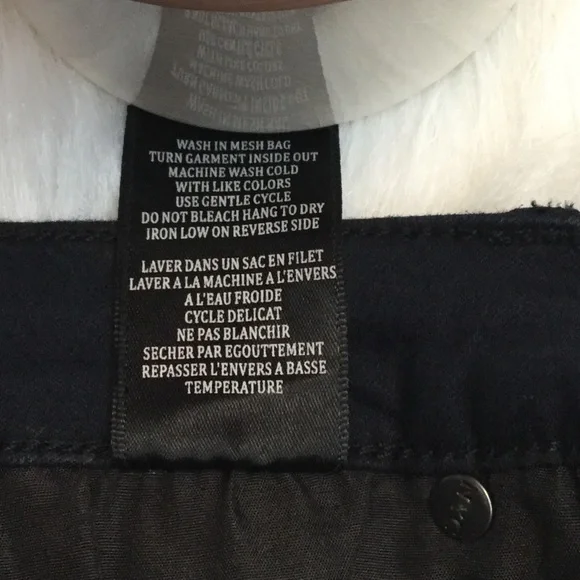 WASH IN MESH BAG
TURN GARMENT INSIDE OUT
MACHINE WASH COLD
WITH LIKE COLORS
USE GENTLE CYCLE
DO NOT BLEACH HANG TO DRY
IRON LOW ON REVERSE SIDE
LAVER DANS UN SAC EN FILET
LAVER A LA MACHINE A L'ENVERS
A L'EAU FROIDE
CYCLE DELICAT
NE PAS BLANCHIR
SECHER PAR EGOUTTEMENT
REPASSER L'ENVERS A BASSE
TEMPERATURE